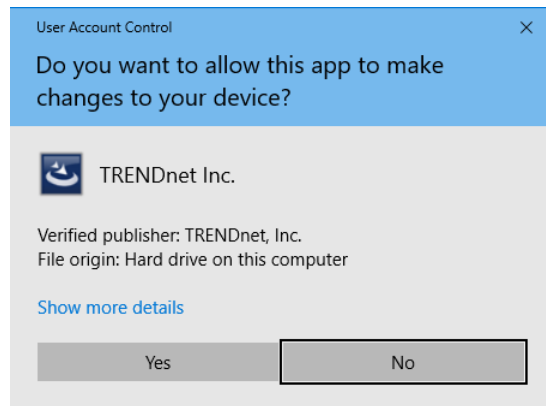 User Account Control
Do you want to allow this app to make
changes to your device?
TRENDnet Inc.
Verified publisher: TRENDnet, Inc.
File origin: Hard drive on this computer
Show more details
Yes No